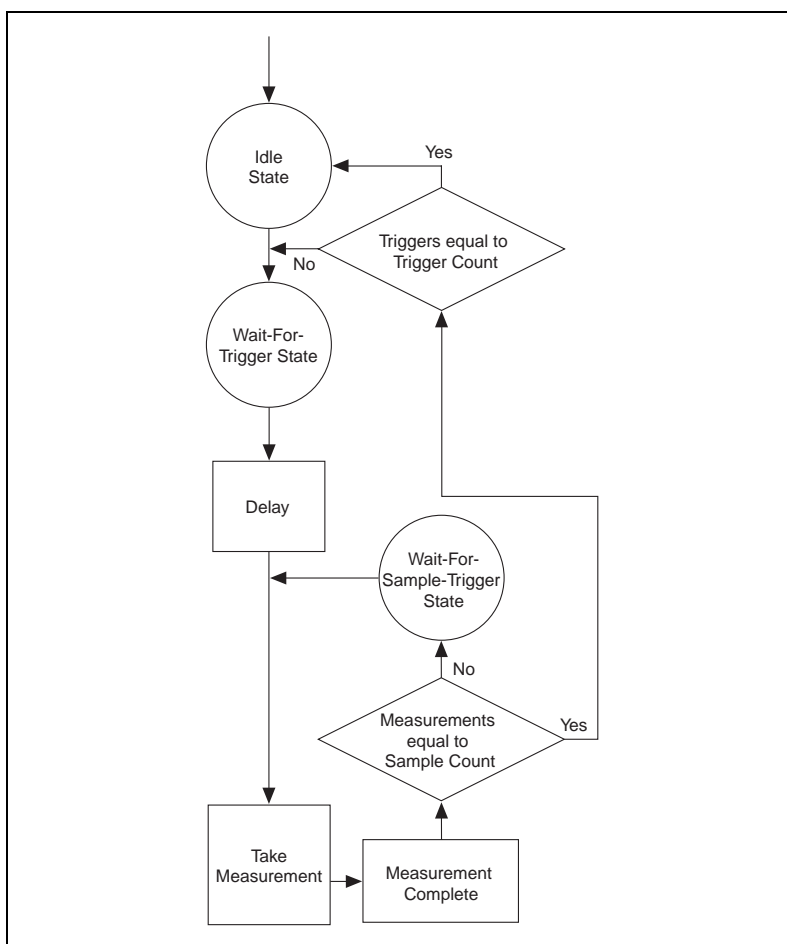 Idle
State
Yes
Triggers equal to
Trigger Count
No
Wait-For-
Trigger State
Delay
Wait-For-
Sample-Trigger
State
No
Measurements
equal to
Sample Count
Yes
Take
Measurement
Measurement
Complete